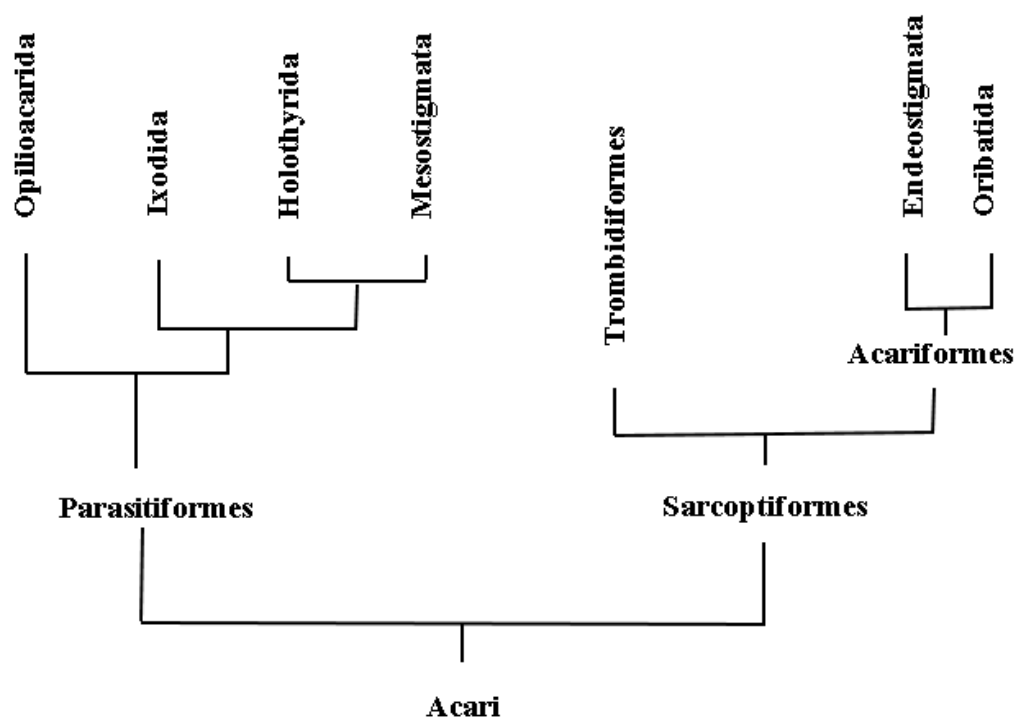 Opilioacarida
Ixodida
Holothyrida
Mesostigmata
Trombidiformes
Endeostigmata
Oribatida
Acariformes
Parasitiformes
Sarcoptiformes
Acari